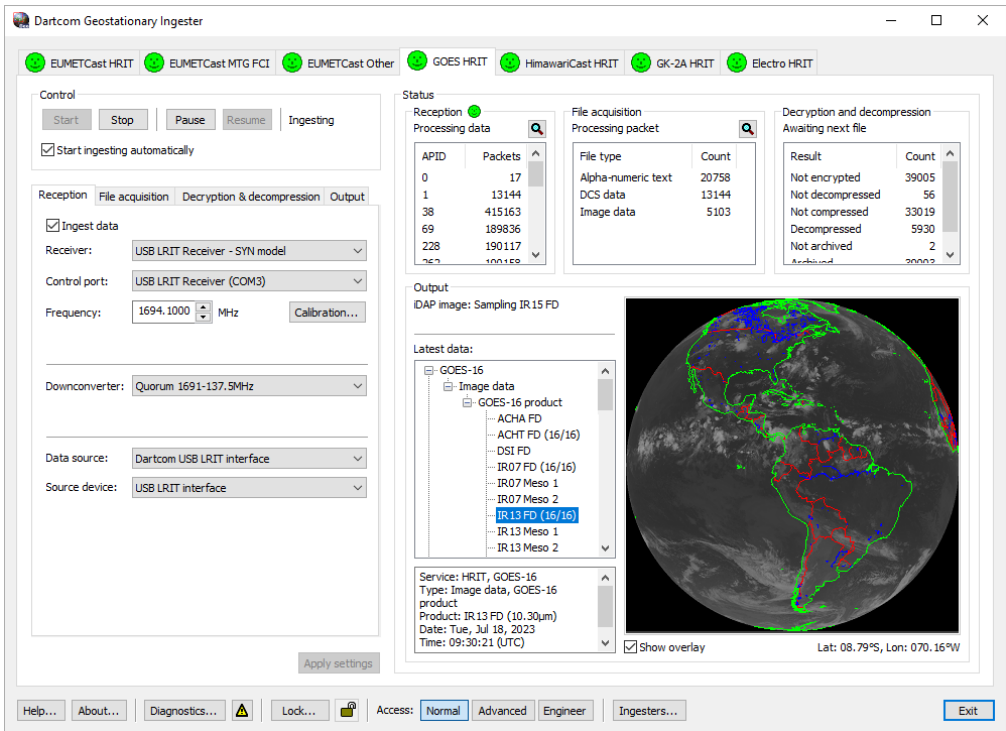 Dartcom Geostationary Ingester
EUMETCast HRIT EUMETCast MTG FCI EUMETCast Other GOES HRIT HimawariCast HRIT GK-2A HRIT Electro HRIT
Control
Start Stop Pause Resume Ingesting
Start ingesting automatically
Reception File acquisition Decryption & decompression Output
Ingest data
Receiver: USB LRIT Receiver - SYN model
Control port: USB LRIT Receiver (COM3)
Frequency: 1694.1000 MHz Calibration...
Downconverter: Quorum 1691-137.5MHz
Data source: Dartcom USB LRIT interface
Source device: USB LRIT interface
Apply settings
Status
Reception
Processing data
APID Packets
0 17
1 13144
38 415163
69 189836
228 190117
File acquisition
Processing packet
File type Count
Alpha-numeric text 20758
DCS data 13144
Image data 5103
Decryption and decompression
Awaiting next file
Result Count
Not encrypted 39005
Not decompressed 56
Not compressed 33019
Decompressed 5930
Not archived 2
Archived 39003
Output
iDAP image: Sampling IR15 FD
Latest data:
GOES-16
Image data
GOES-16 product
ACHA FD
ACHT FD (16/16)
DSI FD
IR07 FD (16/16)
IR07 Meso 1
IR07 Meso 2
IR13 FD (16/16)
IR13 Meso 1
IR13 Meso 2
Service: HRIT, GOES-16
Type: Image data, GOES-16
product
Product: IR13 FD (10.30µm)
Date: Tue, Jul 18, 2023
Time: 09:30:21 (UTC)
Show overlay Lat: 08.79°S, Lon: 070.16°W
Help... About... Diagnostics... Lock... Access: Normal Advanced Engineer Ingesters... Exit